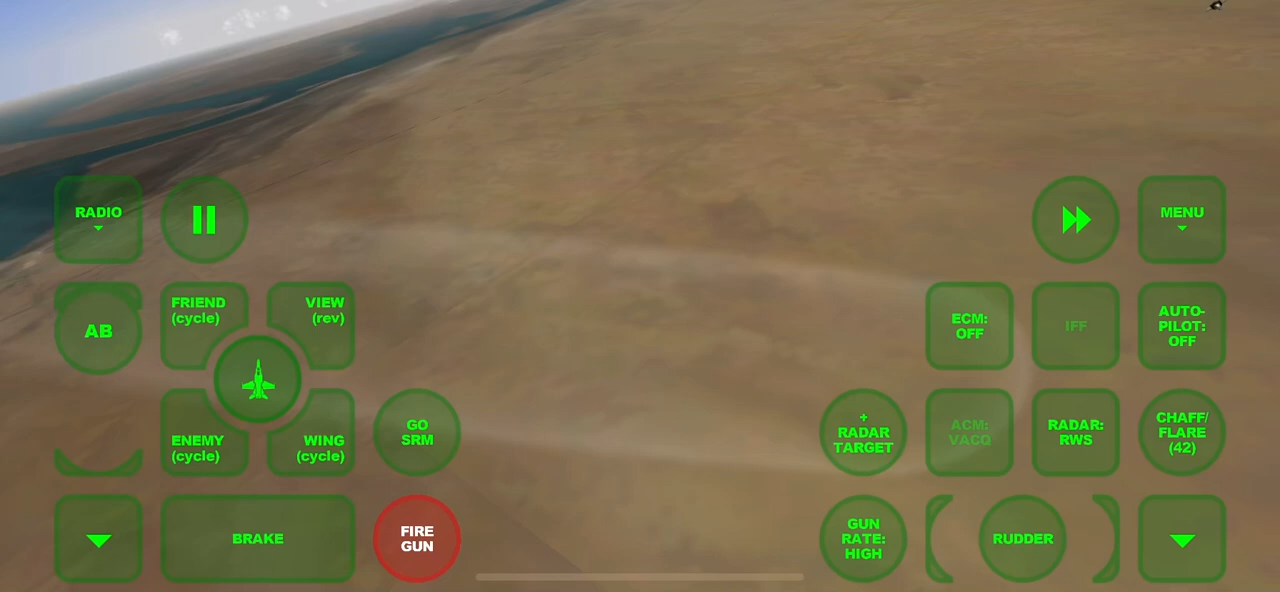 RADIO
MENU
FRIEND
(cycle)
VIEW
(rev)
ECM:
OFF
IFF
AUTO-
PILOT:
OFF
AB
ENEMY
(cycle)
WING
(cycle)
GO
SRM
+
RADAR
TARGET
ACM:
VACQ
RADAR:
RWS
CHAFF/
FLARE
(42)
BRAKE
FIRE
GUN
GUN
RATE:
HIGH
RUDDER